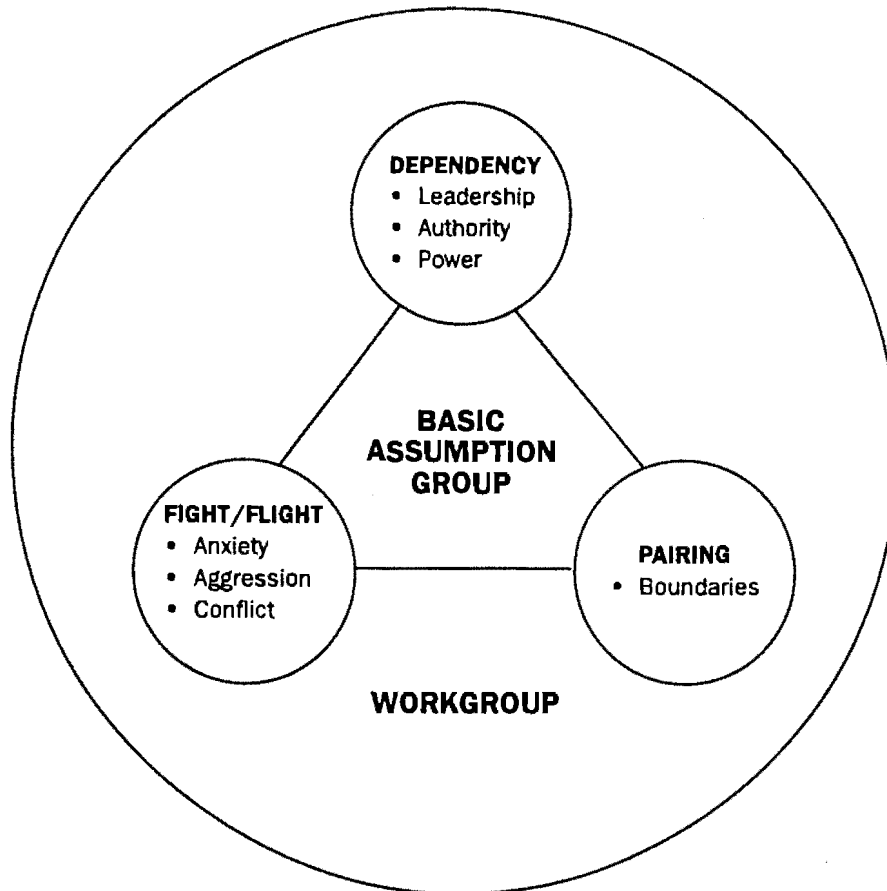 DEPENDENCY
• Leadership
• Authority
• Power
BASIC
ASSUMPTION
GROUP
FIGHT/FLIGHT
• Anxiety
• Aggression
• Conflict
PAIRING
• Boundaries
WORKGROUP